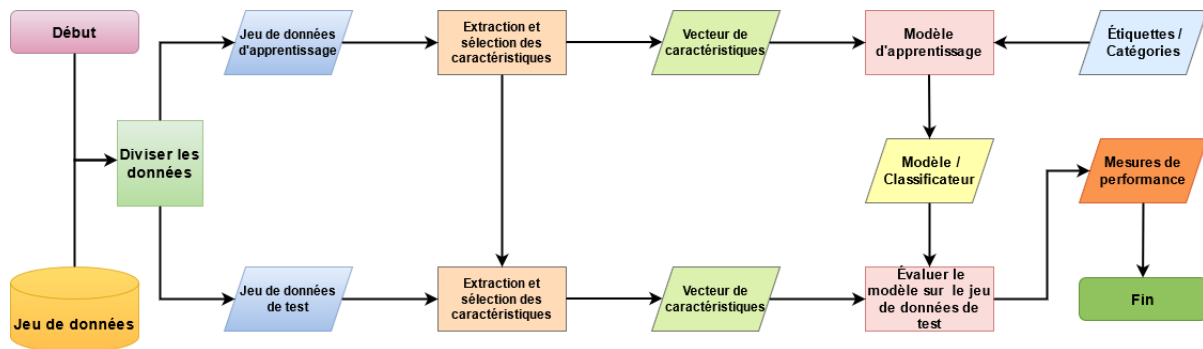 Début
Jeu de données
d'apprentissage
Extraction et
sélection des
caractéristiques
Vecteur de
caractéristiques
Modèle
d'apprentissage
Étiquettes /
Catégories
Diviser les
données
Modèle /
Classificateur
Mesures de
performance
Jeu de données
Jeu de données
de test
Extraction et
sélection des
caractéristiques
Vecteur de
caractéristiques
Évaluer le
modèle sur le jeu
de données de
test
Fin